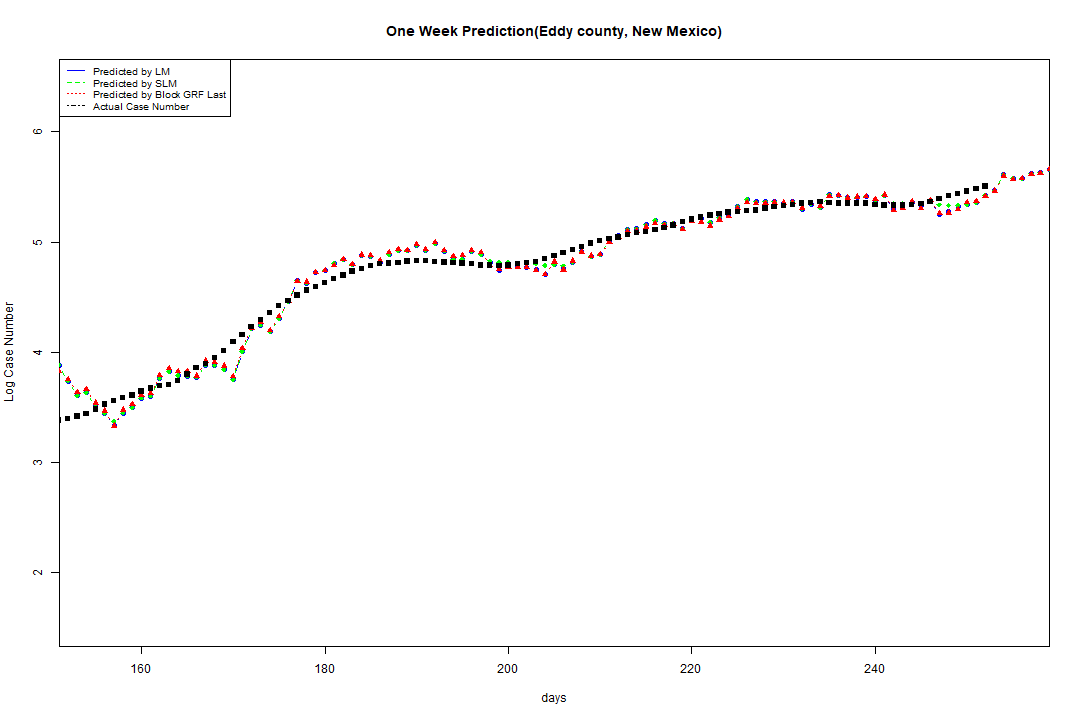 One Week Prediction(Eddy county, New Mexico)
Predicted by LM
Predicted by SLM
Predicted by Block GRF Last
Actual Case Number
6
5
4
3
2
Log Case Number
160 180 200 220 240
days